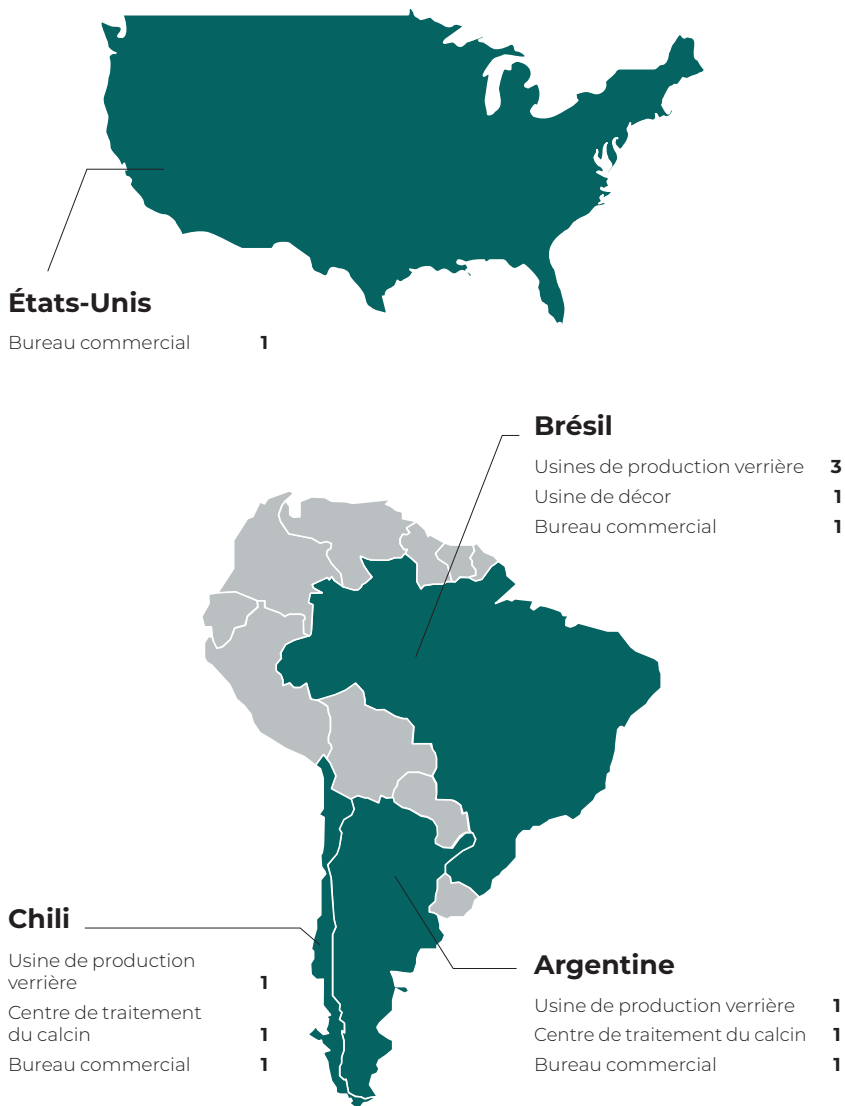 États-Unis
Bureau commercial 1
Brésil
Usines de production verrière 3
Usine de décor 1
Bureau commercial 1
Chili
Usine de production
verrière 1
Centre de traitement
du calcin 1
Bureau commercial 1
Argentine
Usine de production verrière 1
Centre de traitement du calcin 1
Bureau commercial 1